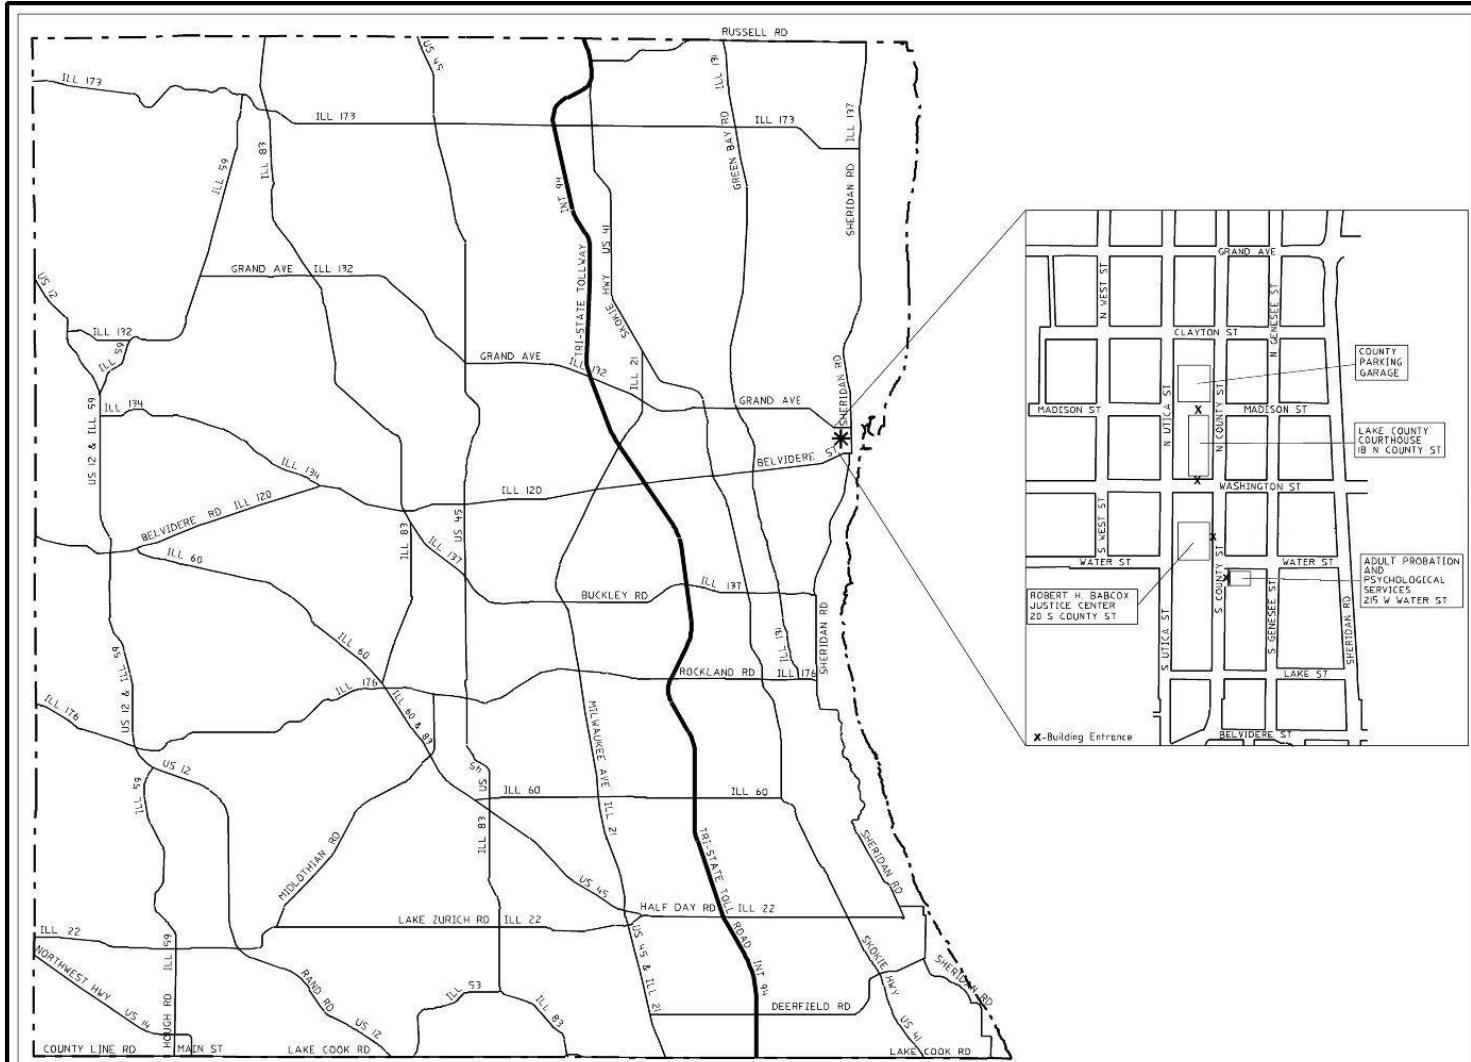 RUSSELL RD
US 45
ILL 173
ILL 173
ILL 173
ILL 131
ILL 137
ILL 83
ILL 59
GREEN BAY RD
SHERIDAN RD
INT 94
US 41
TRI-STATE TOLLWAY
SKOKIE HWY
GRAND AVE ILL 132
US 12
ILL 132
ILL 59
GRAND AVE
ILL 132
ILL 21
GRAND AVE
SHERIDAN RD
SHERIDAN RD
US 12 & ILL 59
ILL 134
ILL 134
BELVIDERE ST
ILL 120
BELVIDERE RD ILL 120
US 45
ILL 83
ILL 137
ILL 60
BUCKLEY RD
ILL 137
SHERIDAN RD
ILL 131
ILL 60
ROCKLAND RD
ILL 176
US 12 & ILL 59
ILL 176
ILL 176
ILL 60 & 83
MILWAUKEE AVE ILL 21
US 12
ILL 59
US 45
ILL 60
ILL 60
ILL 83
TRI-STATE TOLL ROAD INT 94
MIDLOTHIAN RD
SHERIDAN RD
US 45
HALF DAY RD ILL 22
LAKE ZURICH RD ILL 22
ILL 22
NORTHWEST HWY
US 14
HOUGH RD ILL 59
RAND RD
US 12
ILL 53
ILL 83
US 45 & ILL 21
SKOKIE HWY
US 41
SHERIDAN RD
DEERFIELD RD
COUNTY LINE RD
MAIN ST
LAKE COOK RD
LAKE COOK RD
GRAND AVE
N WEST ST
N GENESEE ST
CLAYTON ST
COUNTY
PARKING
GARAGE
N UTICA ST
N COUNTY ST
MADISON ST
X
MADISON ST
LAKE COUNTY
COURTHOUSE
18 N COUNTY ST
X
WASHINGTON ST
S WEST ST
X
S COUNTY ST
WATER ST
WATER ST
X
ADULT PROBATION
AND
PSYCHOLOGICAL
SERVICES
215 W WATER ST
ROBERT H. BABCOX
JUSTICE CENTER
20 S COUNTY ST
S UTICA ST
S GENESEE ST
SHERIDAN RD
LAKE ST
BELVIDERE ST
X-Building Entrance